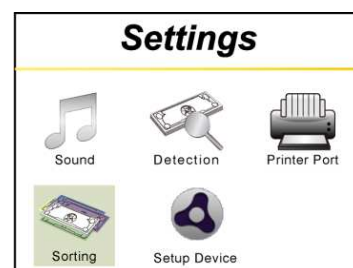 Settings
Sound
Detection
Printer Port
Sorting
Setup Device